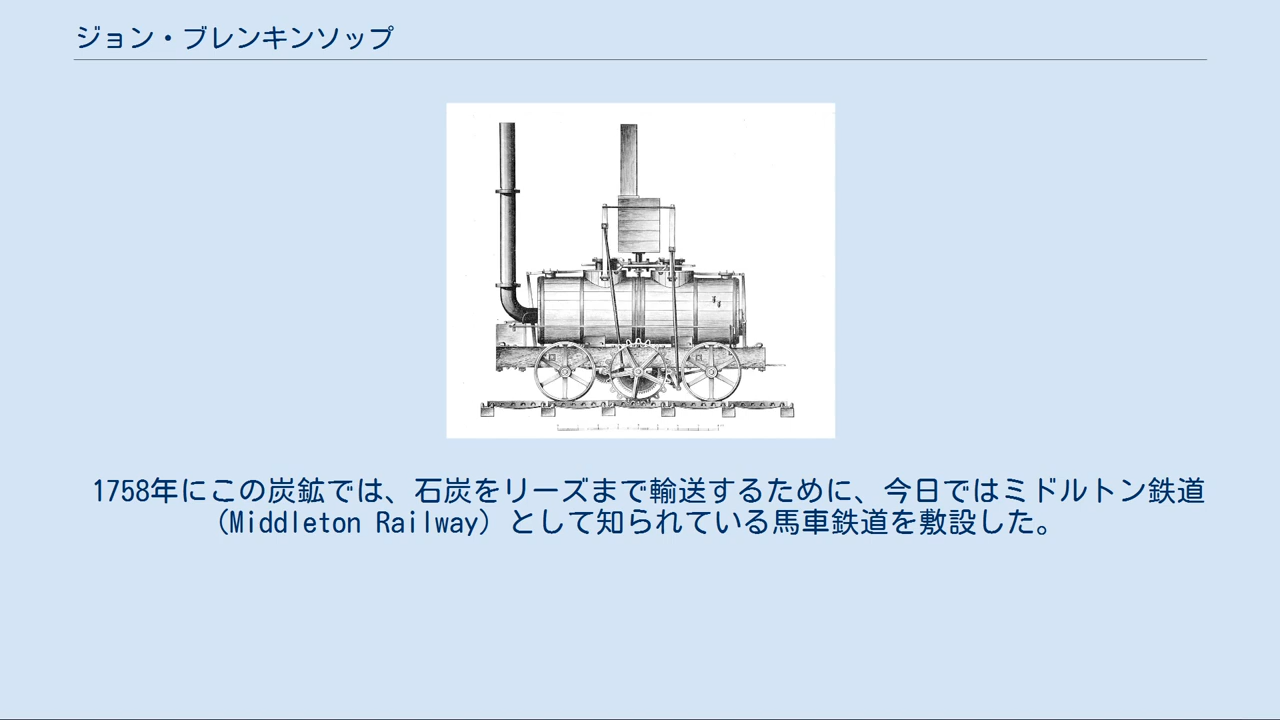 ジョン・ブレンキンソップ
1758年にこの炭鉱では、石炭をリーズまで輸送するために、今日ではミドルトン鉄道
（Middleton Railway）として知られている馬車鉄道を敷設した。